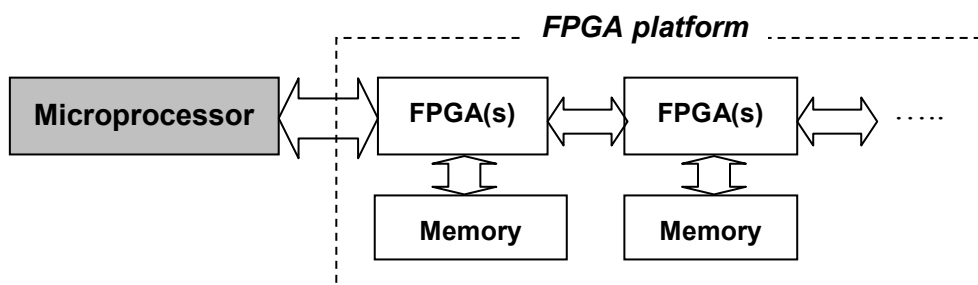 FPGA platform
Microprocessor
FPGA(s)
FPGA(s)
.....
Memory
Memory